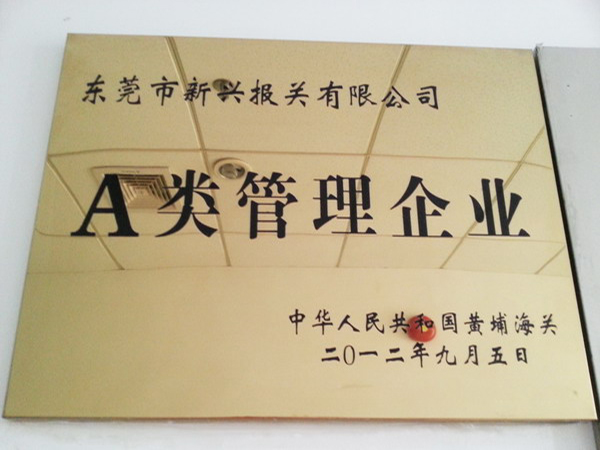 东莞市新兴报关有限公司
A类管理企业
中华人民共和国黄埔海关
二0一二年九月五日